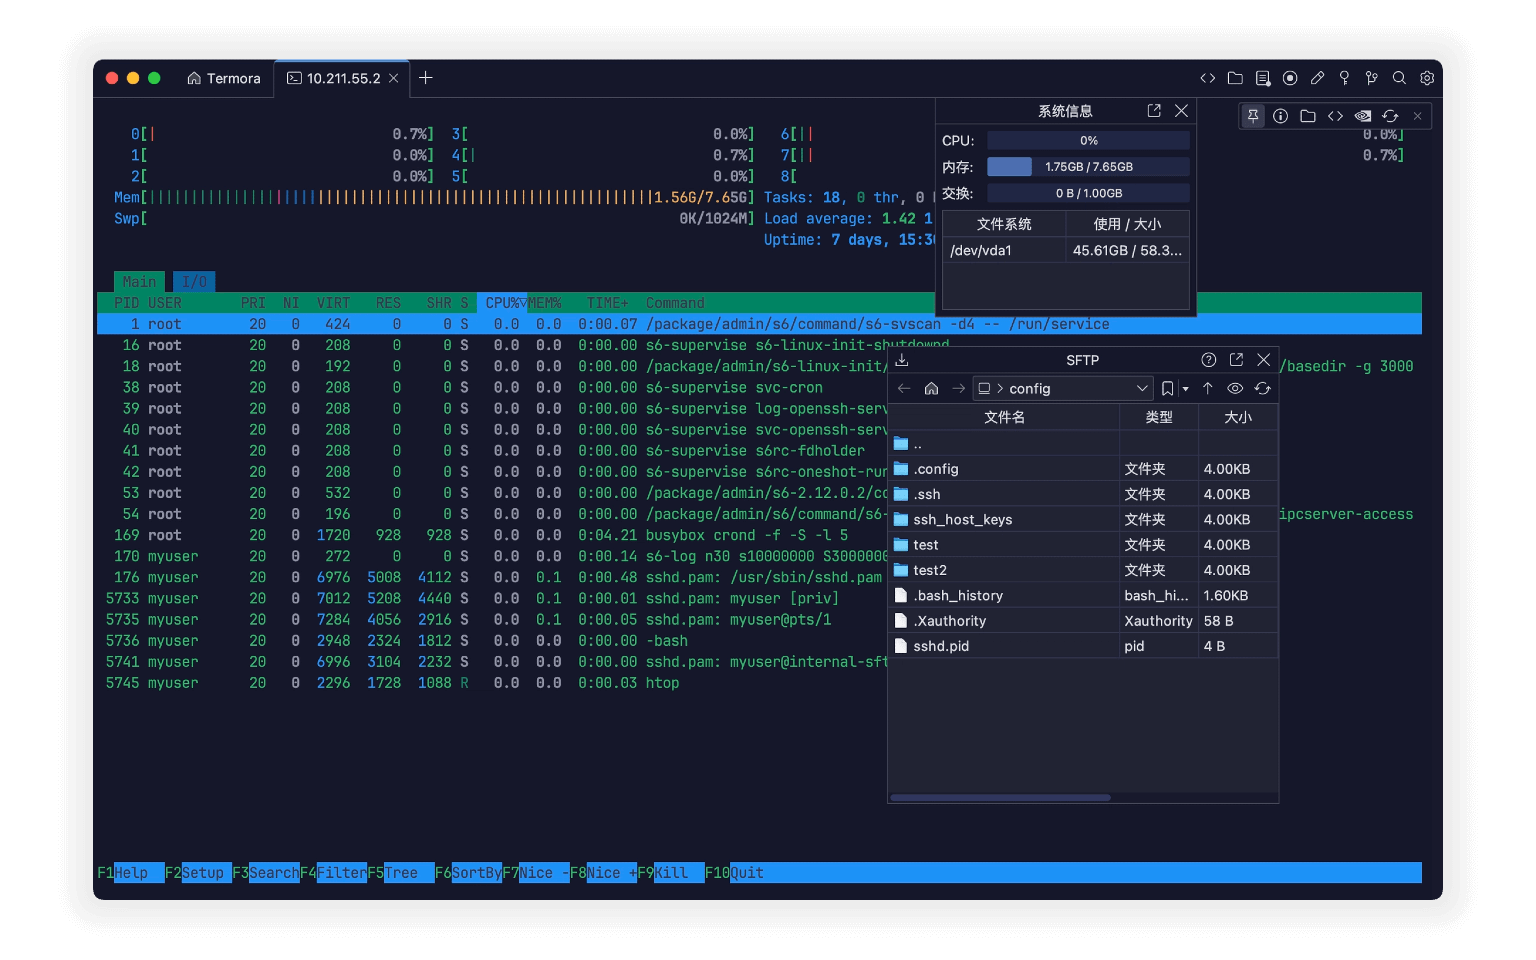 Termora
10.211.55.2
系统信息
CPU: 0%
内存: 1.75GB / 7.65GB
交换: 0 B / 1.00GB
文件系统 使用 / 大小
/dev/vda1 45.61GB / 58.3...
0[| 0.7%] 3[ 0.0%] 6[|| 0.0%]
1[ 0.0%] 4[| 0.7%] 7[|| 0.7%]
2[ 0.0%] 5[ 0.0%] 8[
Mem[ 1.56G/7.65G] Tasks: 18, 0 thr, 0
Swp[ 0K/1024M] Load average: 1.42 1
Uptime: 7 days, 15:30
Main I/O
PID USER PRI NI VIRT RES SHR S CPU%▽MEM% TIME+ Command
1 root 20 0 424 0 0 S 0.0 0.0 0:00.07 /package/admin/s6/command/s6-svscan -d4 -- /run/service
16 root 20 0 208 0 0 S 0.0 0.0 0:00.00 s6-supervise s6-linux-init-shutdownd
18 root 20 0 192 0 0 S 0.0 0.0 0:00.00 /package/admin/s6-linux-init/ /basedir -g 3000
38 root 20 0 208 0 0 S 0.0 0.0 0:00.00 s6-supervise svc-cron
39 root 20 0 208 0 0 S 0.0 0.0 0:00.00 s6-supervise log-openssh-serv
40 root 20 0 208 0 0 S 0.0 0.0 0:00.00 s6-supervise svc-openssh-serv
41 root 20 0 208 0 0 S 0.0 0.0 0:00.00 s6-supervise s6rc-fdholder
42 root 20 0 208 0 0 S 0.0 0.0 0:00.00 s6-supervise s6rc-oneshot-run
53 root 20 0 532 0 0 S 0.0 0.0 0:00.00 /package/admin/s6-2.12.0.2/co
54 root 20 0 196 0 0 S 0.0 0.0 0:00.00 /package/admin/s6/command/s6- ipcserver-access
169 root 20 0 1720 928 928 S 0.0 0.0 0:04.21 busybox crond -f -S -l 5
170 myuser 20 0 272 0 0 S 0.0 0.0 0:00.14 s6-log n30 s10000000 S3000000
176 myuser 20 0 6976 5008 4112 S 0.0 0.1 0:00.48 sshd.pam: /usr/sbin/sshd.pam
5733 myuser 20 0 7012 5208 4440 S 0.0 0.1 0:00.01 sshd.pam: myuser [priv]
5735 myuser 20 0 7284 4056 2916 S 0.0 0.1 0:00.05 sshd.pam: myuser@pts/1
5736 myuser 20 0 2948 2324 1812 S 0.0 0.0 0:00.00 -bash
5741 myuser 20 0 6996 3104 2232 S 0.0 0.0 0:00.00 sshd.pam: myuser@internal-sft
5745 myuser 20 0 2296 1728 1088 R 0.0 0.0 0:00.03 htop
SFTP
config
文件名 类型 大小
..
.config 文件夹 4.00KB
.ssh 文件夹 4.00KB
ssh_host_keys 文件夹 4.00KB
test 文件夹 4.00KB
test2 文件夹 4.00KB
.bash_history bash_hi... 1.60KB
.Xauthority Xauthority 58 B
sshd.pid pid 4 B
F1Help F2Setup F3SearchF4FilterF5Tree F6SortByF7Nice -F8Nice +F9Kill F10Quit